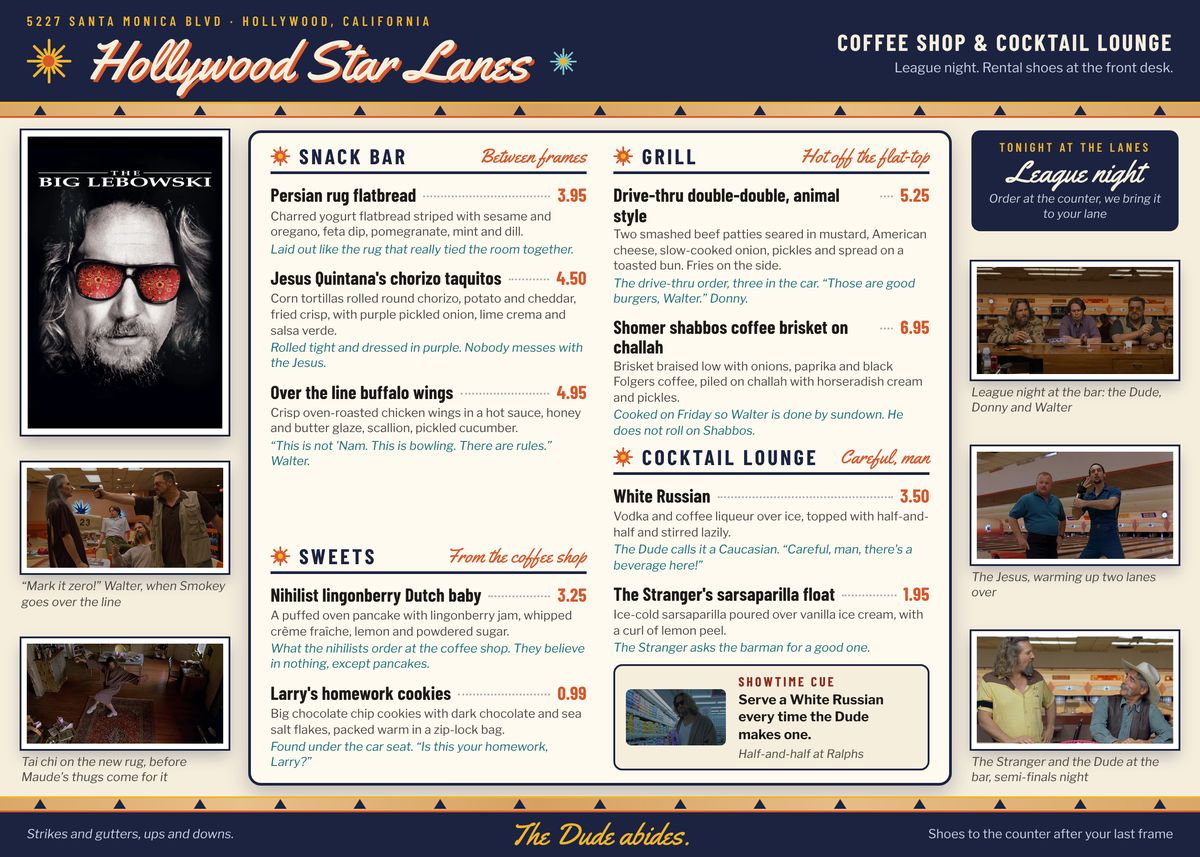 5227 SANTA MONICA BLVD · HOLLYWOOD, CALIFORNIA
Hollywood Star Lanes
COFFEE SHOP & COCKTAIL LOUNGE
League night. Rental shoes at the front desk.
THE
BIG LEBOWSKI
23
“Mark it zero!” Walter, when Smokey
goes over the line
Tai chi on the new rug, before
Maude's thugs come for it
SNACK BAR
Between frames
Persian rug flatbread 3.95
Charred yogurt flatbread striped with sesame and
oregano, feta dip, pomegranate, mint and dill.
Laid out like the rug that really tied the room together.
Jesus Quintana's chorizo taquitos 4.50
Corn tortillas rolled round chorizo, potato and cheddar,
fried crisp, with purple pickled onion, lime crema and
salsa verde.
Rolled tight and dressed in purple. Nobody messes with
the Jesus.
Over the line buffalo wings 4.95
Crisp oven-roasted chicken wings in a hot sauce, honey
and butter glaze, scallion, pickled cucumber.
“This is not 'Nam. This is bowling. There are rules.”
Walter.
SWEETS
From the coffee shop
Nihilist lingonberry Dutch baby 3.25
A puffed oven pancake with lingonberry jam, whipped
crème fraîche, lemon and powdered sugar.
What the nihilists order at the coffee shop. They believe
in nothing, except pancakes.
Larry's homework cookies 0.99
Big chocolate chip cookies with dark chocolate and sea
salt flakes, packed warm in a zip-lock bag.
Found under the car seat. “Is this your homework,
Larry?”
GRILL
Hot off the flat-top
Drive-thru double-double, animal 5.25
style
Two smashed beef patties seared in mustard, American
cheese, slow-cooked onion, pickles and spread on a
toasted bun. Fries on the side.
The drive-thru order, three in the car. “Those are good
burgers, Walter.” Donny.
Shomer shabbos coffee brisket on 6.95
challah
Brisket braised low with onions, paprika and black
Folgers coffee, piled on challah with horseradish cream
and pickles.
Cooked on Friday so Walter is done by sundown. He
does not roll on Shabbos.
COCKTAIL LOUNGE
Careful, man
White Russian 3.50
Vodka and coffee liqueur over ice, topped with half-and-
half and stirred lazily.
The Dude calls it a Caucasian. “Careful, man, there's a
beverage here!”
The Stranger's sarsaparilla float 1.95
Ice-cold sarsaparilla poured over vanilla ice cream, with
a curl of lemon peel.
The Stranger asks the barman for a good one.
SHOWTIME CUE
Serve a White Russian
every time the Dude
makes one.
Half-and-half at Ralphs
TONIGHT AT THE LANES
League night
Order at the counter, we bring it
to your lane
League night at the bar: the Dude,
Donny and Walter
The Jesus, warming up two lanes
over
The Stranger and the Dude at the
bar, semi-finals night
Strikes and gutters, ups and downs.
The Dude abides.
Shoes to the counter after your last frame